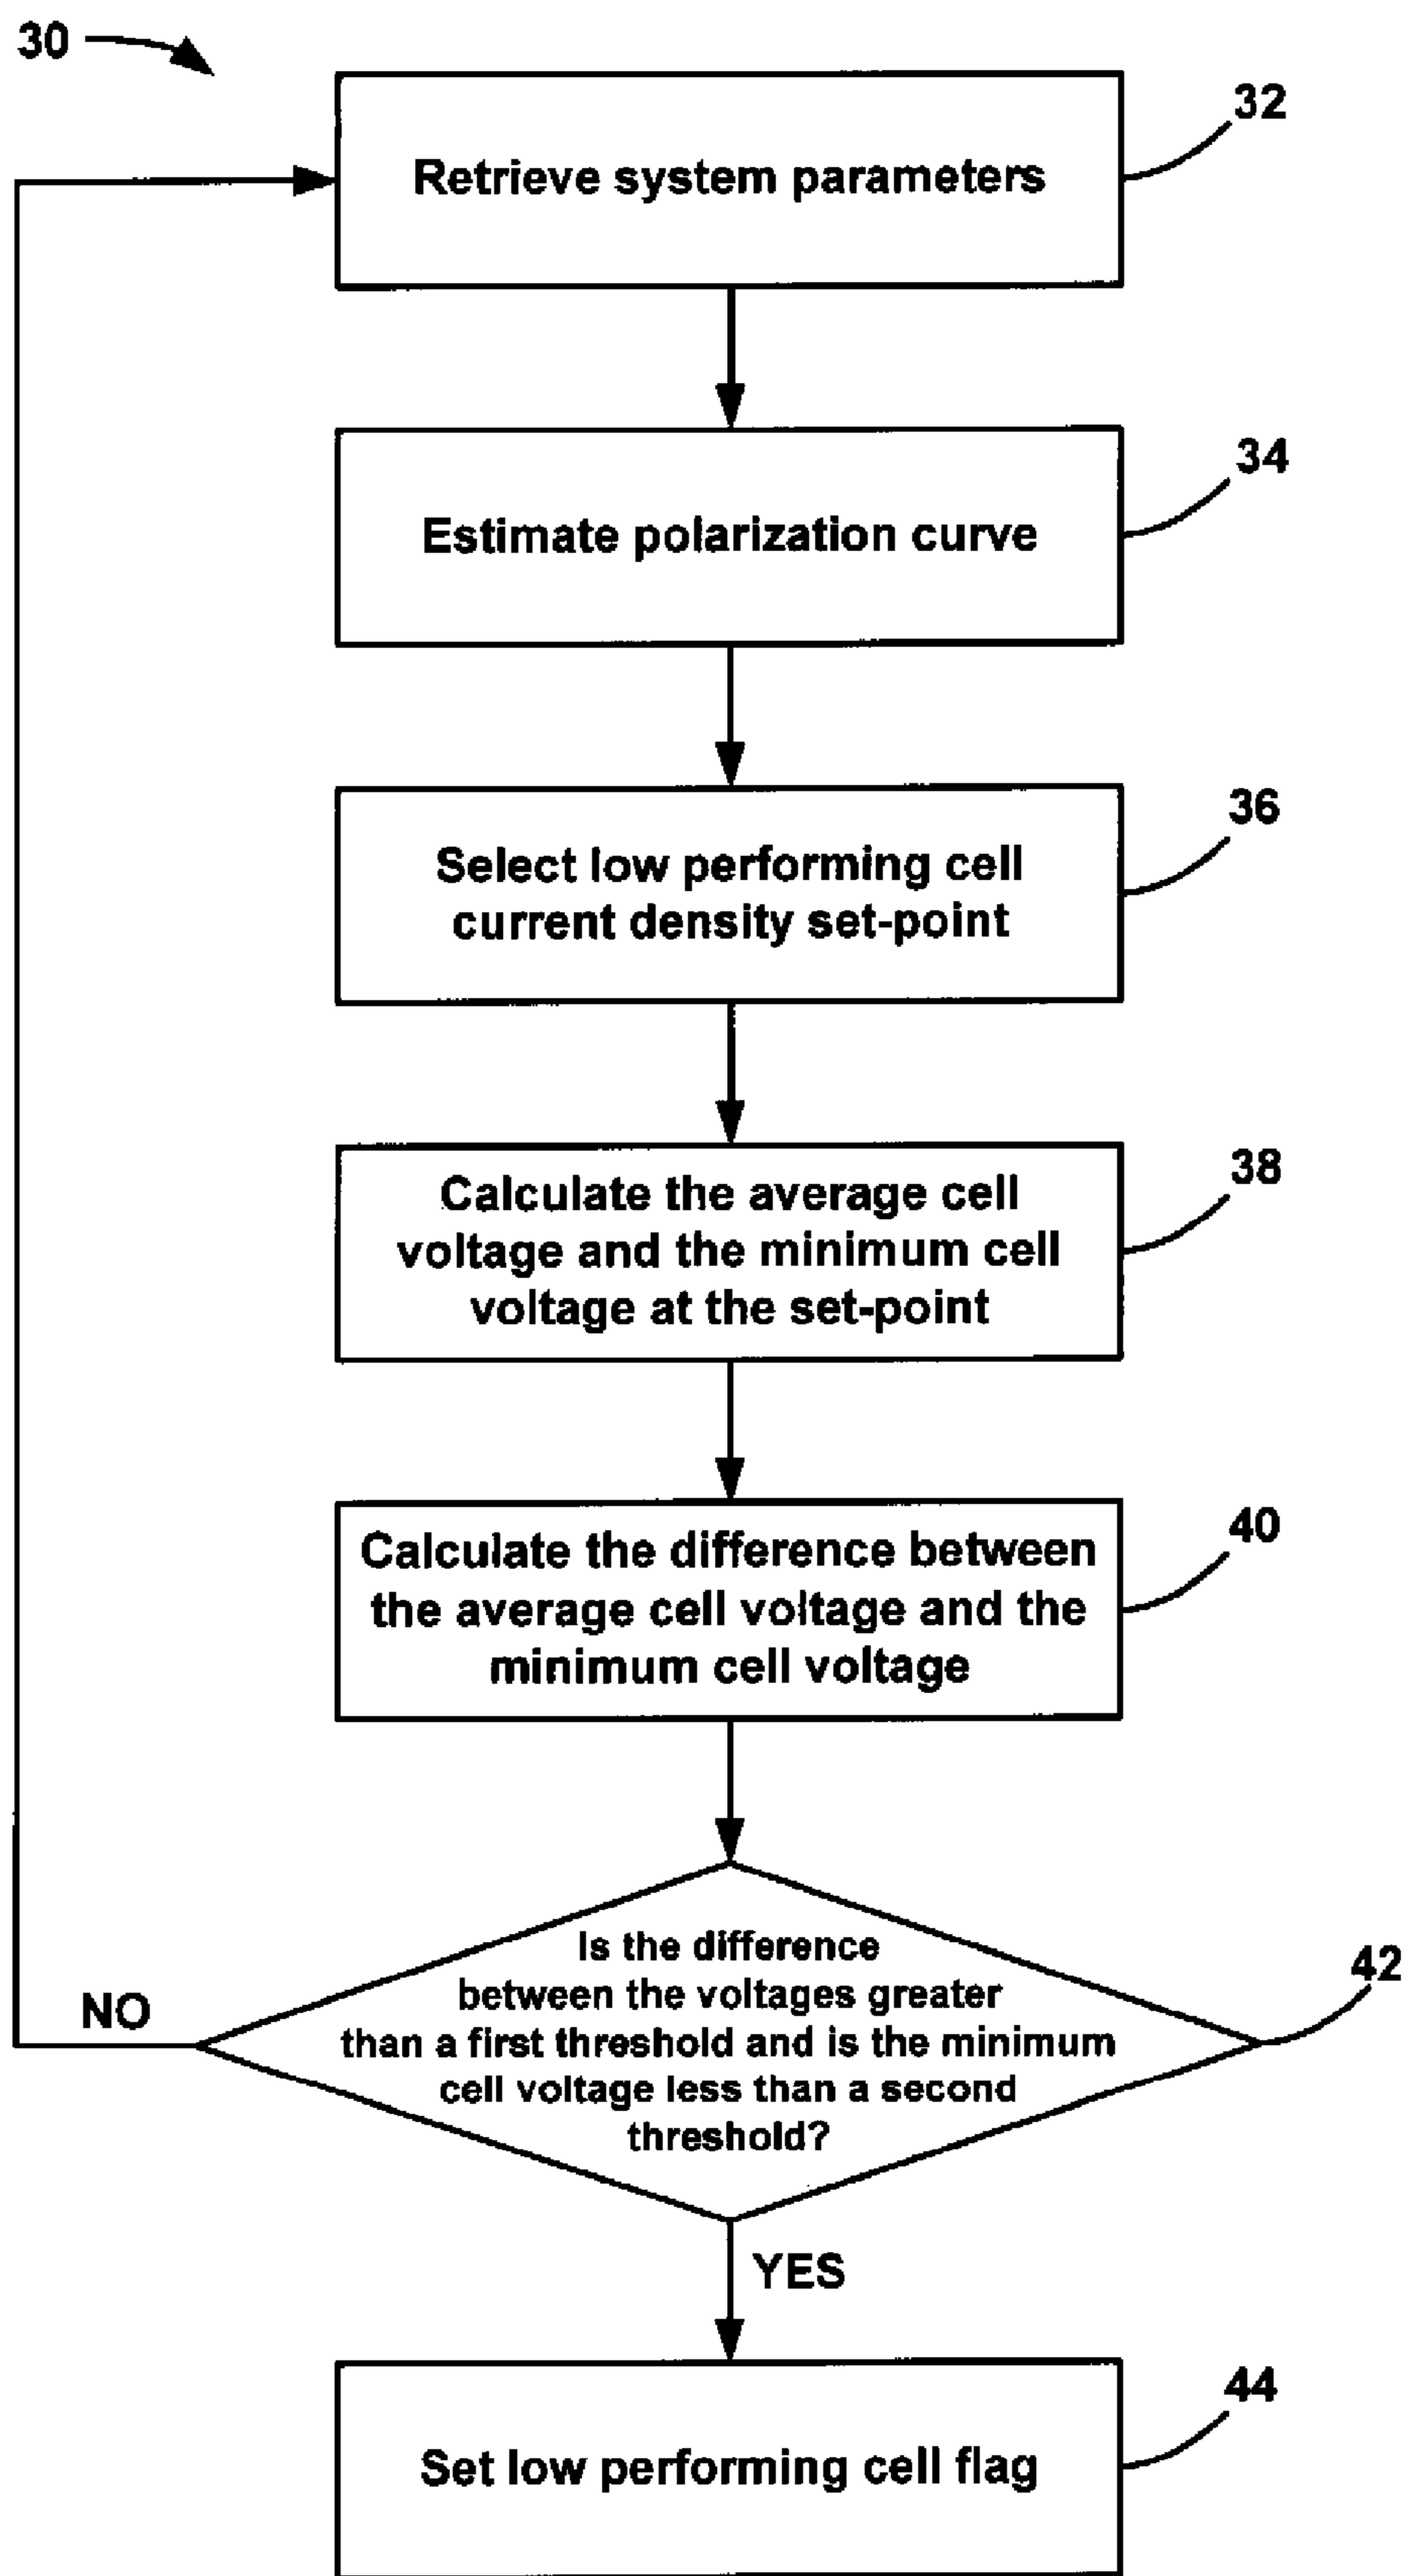 30
32
Retrieve system parameters
34
Estimate polarization curve
36
Select low performing cell
current density set-point
38
Calculate the average cell
voltage and the minimum cell
voltage at the set-point
40
Calculate the difference between
the average cell voltage and the
minimum cell voltage
42
Is the difference
between the voltages greater
than a first threshold and is the minimum
cell voltage less than a second
threshold?
NO
YES
44
Set low performing cell flag